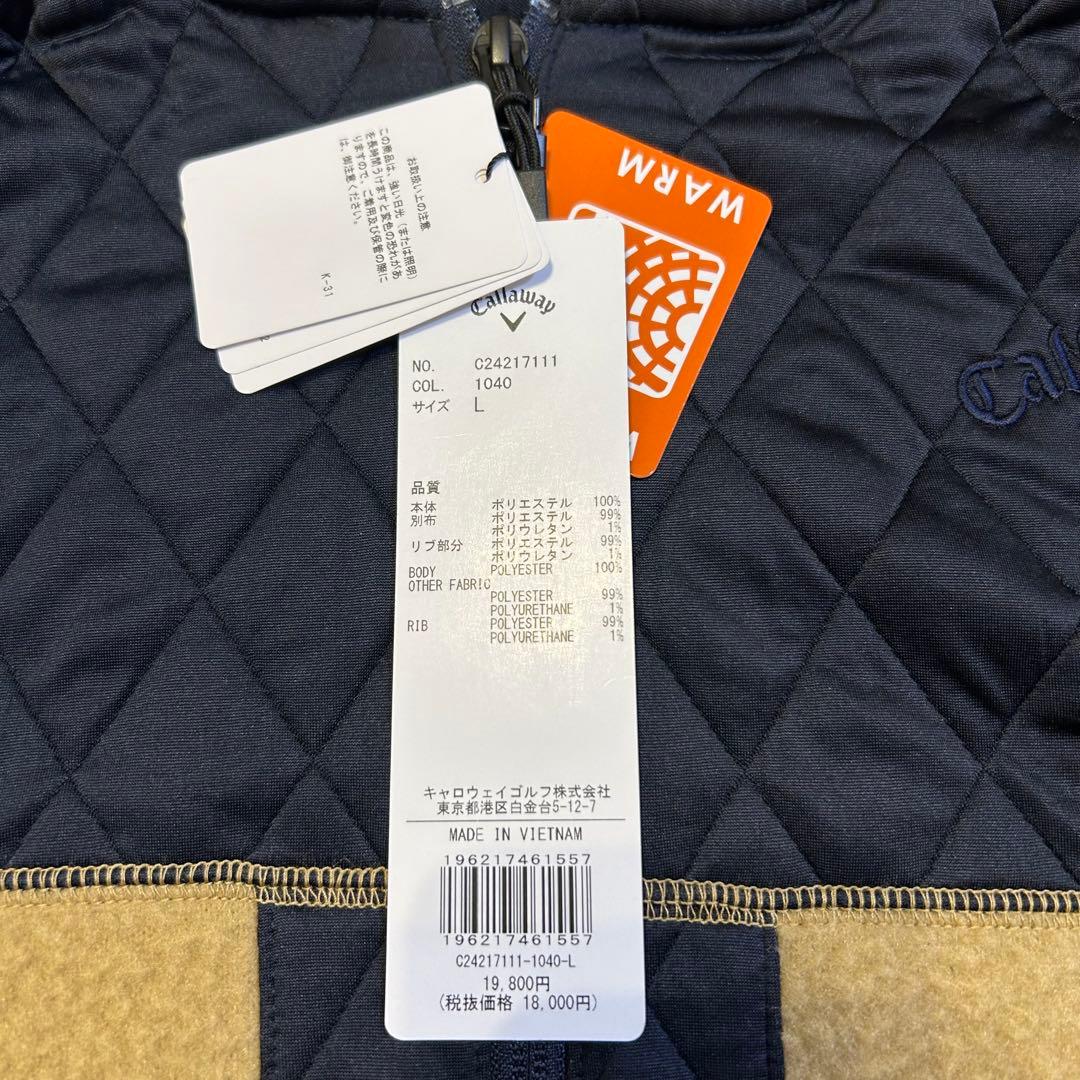 お取扱い上の注意
この商品は、強い日光（または照明）
を長時間うけますと変色の恐れがあ
りますので、ご着用及び保管の際に
は、御注意ください。
K-31
WARM
Callaway
NO. C24217111
COL. 1040
サイズ L
品質
本体 ポリエステル 100%
別布 ポリエステル 99%
ポリウレタン 1%
リブ部分 ポリエステル 99%
ポリウレタン 1%
BODY POLYESTER 100%
OTHER FABRIC
POLYESTER 99%
POLYURETHANE 1%
RIB POLYESTER 99%
POLYURETHANE 1%
キャロウェイゴルフ株式会社
東京都港区白金台5-12-7
MADE IN VIETNAM
196217461557
196217461557
C24217111-1040-L
19,800円
(税抜価格 18,000円)